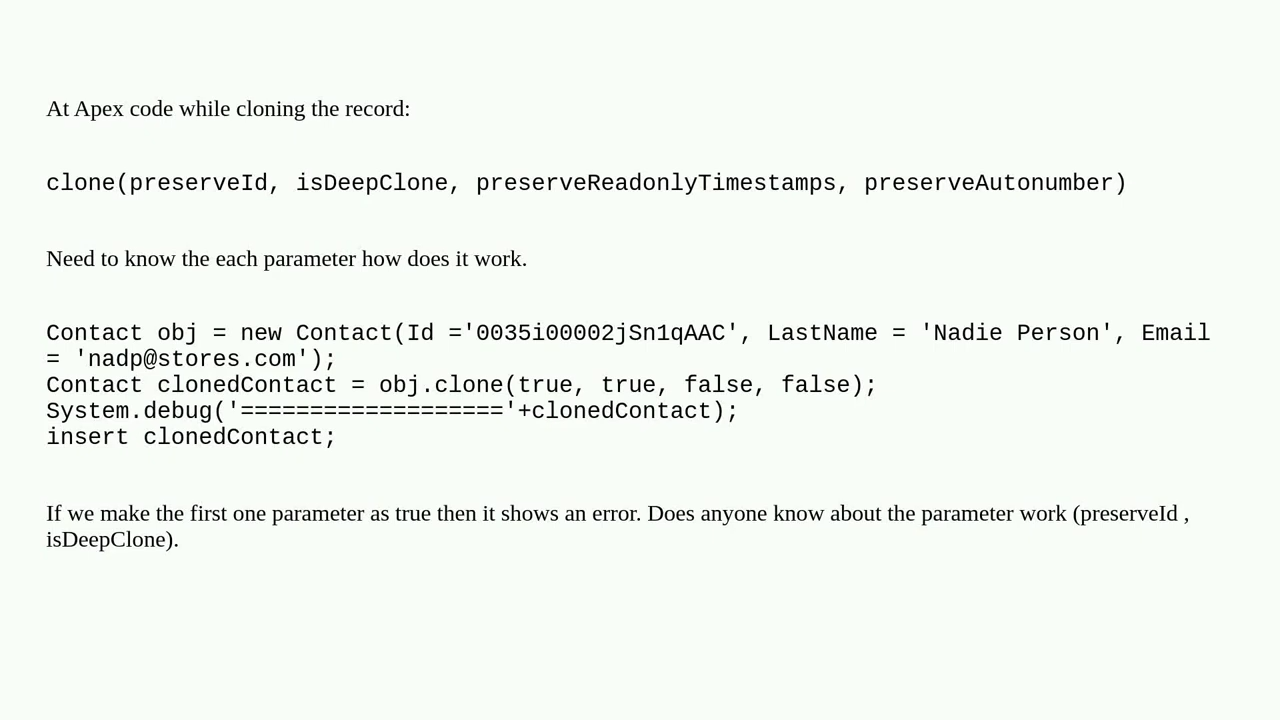 At Apex code while cloning the record:
clone(preserveId, isDeepClone, preserveReadonlyTimestamps, preserveAutonumber)
Need to know the each parameter how does it work.
Contact obj = new Contact(Id ='0035i00002jSn1qAAC', LastName = 'Nadie Person', Email
= 'nadp@stores.com');
Contact clonedContact = obj.clone(true, true, false, false);
System.debug('==================='+clonedContact);
insert clonedContact;
If we make the first one parameter as true then it shows an error. Does anyone know about the parameter work (preserveId ,
isDeepClone).